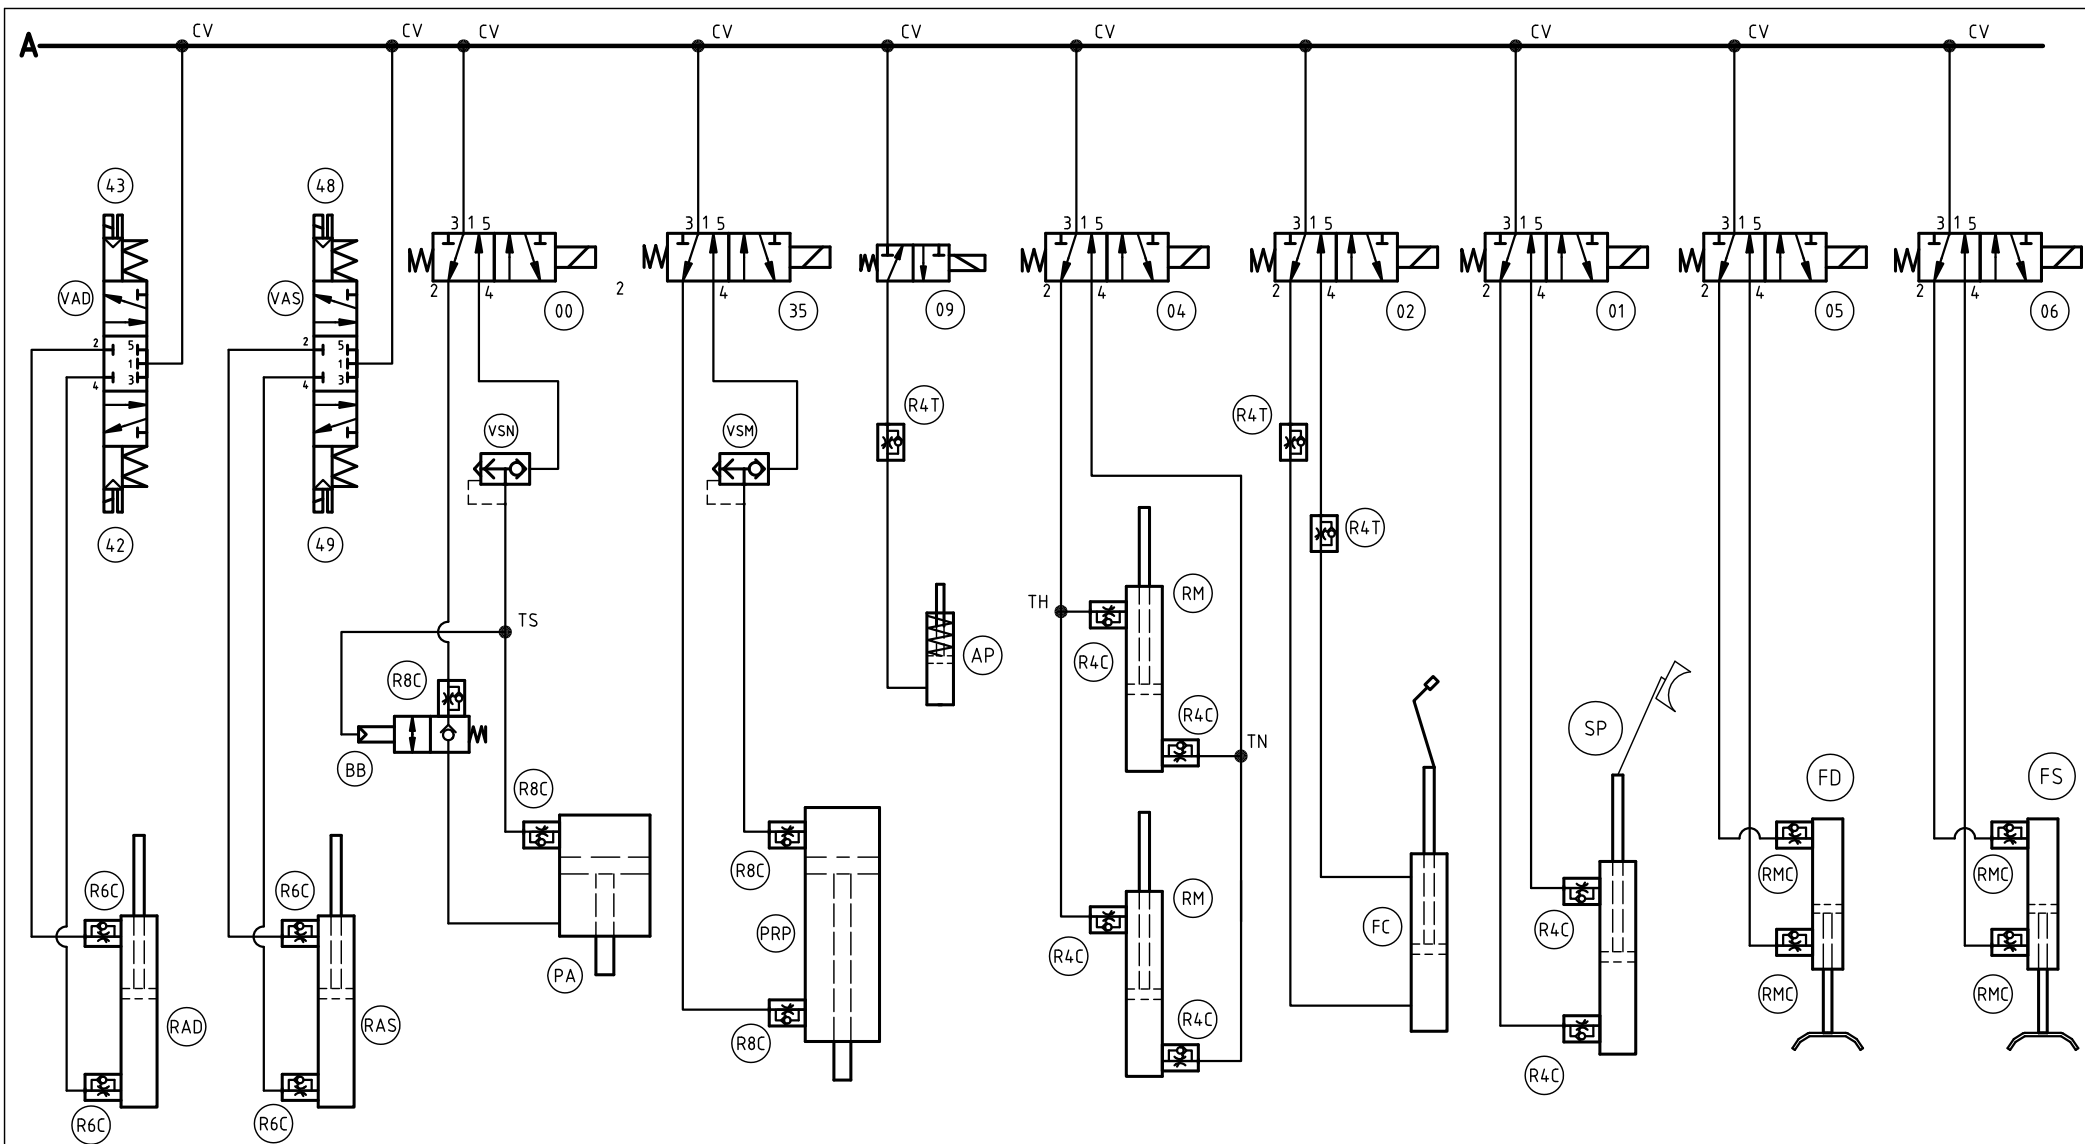 A CV CV CV CV CV CV CV CV CV
43 48
3 1 5 3 1 5 3 1 5 3 1 5 3 1 5 3 1 5 3 1 5
VAD VAS
2 4 2 4 2 4 2 4 2 4 2 4 2 4
00 35 09 04 02 01 05 06
2 5 2 5
1 1
4 3 4 3
R4T R4T
VSN VSM
R4T
42 49
TH RM
TS
R4C AP
R8C
R4C SP
TN
BB FD FS
R8C
R8C RMC RMC
R6C R6C RM
PRP FC R4C
R4C
PA RMC RMC
RAD RAS R4C
R8C
R4C
R6C R6C